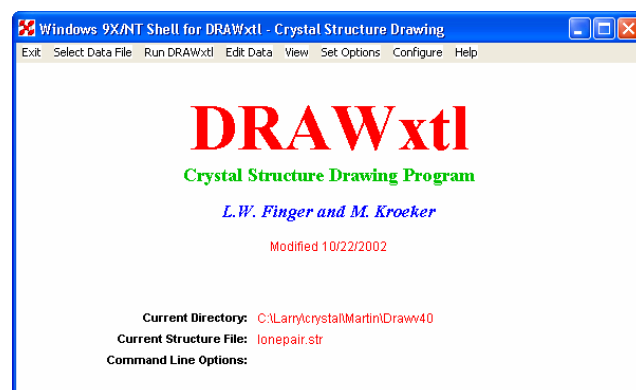 Windows 9X/NT Shell for DRAWxtl - Crystal Structure Drawing
Exit Select Data File Run DRAWxtl Edit Data View Set Options Configure Help
DRAWxtl
Crystal Structure Drawing Program
L.W. Finger and M. Kroeker
Modified 10/22/2002
Current Directory: C:\Larry\crystal\Martin\Drawv40
Current Structure File: lonepair.str
Command Line Options: